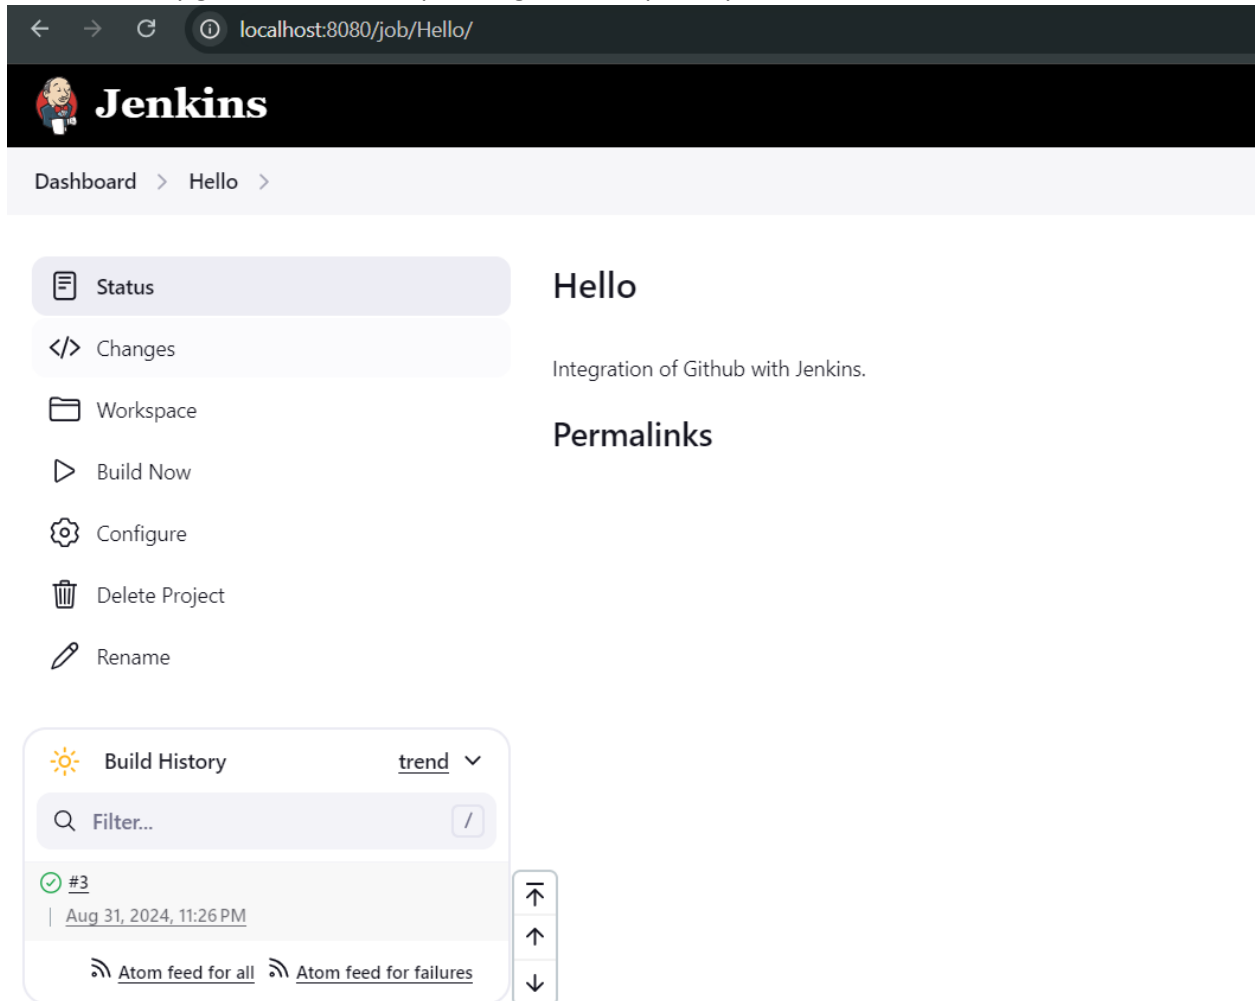 localhost:8080/job/Hello/
Jenkins
Dashboard > Hello >
Status
Changes
Workspace
Build Now
Configure
Delete Project
Rename
Hello
Integration of Github with Jenkins.
Permalinks
Build History trend
Filter... /
#3
Aug 31, 2024, 11:26 PM
Atom feed for all Atom feed for failures